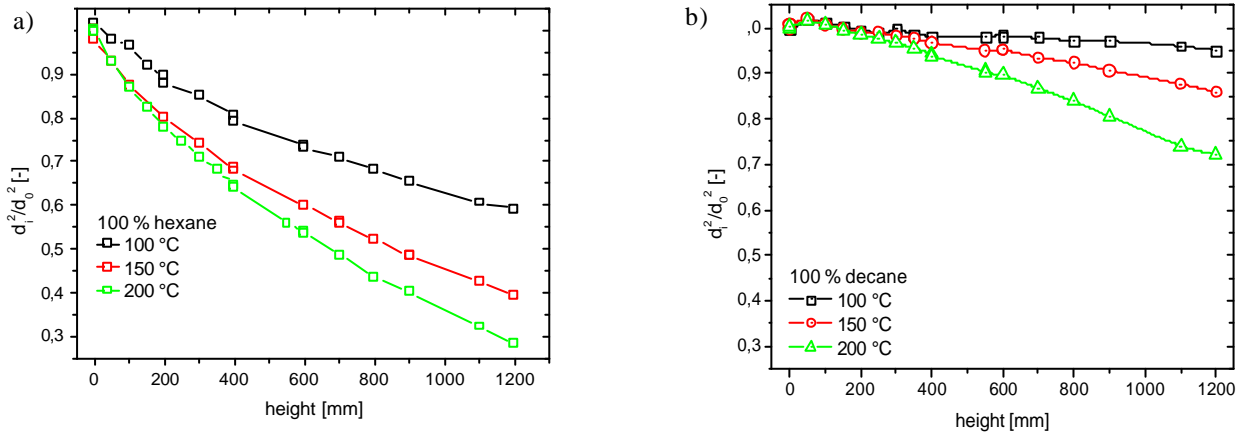 a)
1,0
0,9
0,8
0,7
0,6
0,5
0,4
0,3
d_i^2/d_0^2 [-]
100 % hexane
100 °C
150 °C
200 °C
0 200 400 600 800 1000 1200
height [mm]
b)
,0
0,9
0,8
0,7
0,6
0,5
0,4
0,3
d_i^2/d_0^2 [-]
100 % decane
100 °C
150 °C
200 °C
0 200 400 600 800 1000 1200
height [mm]